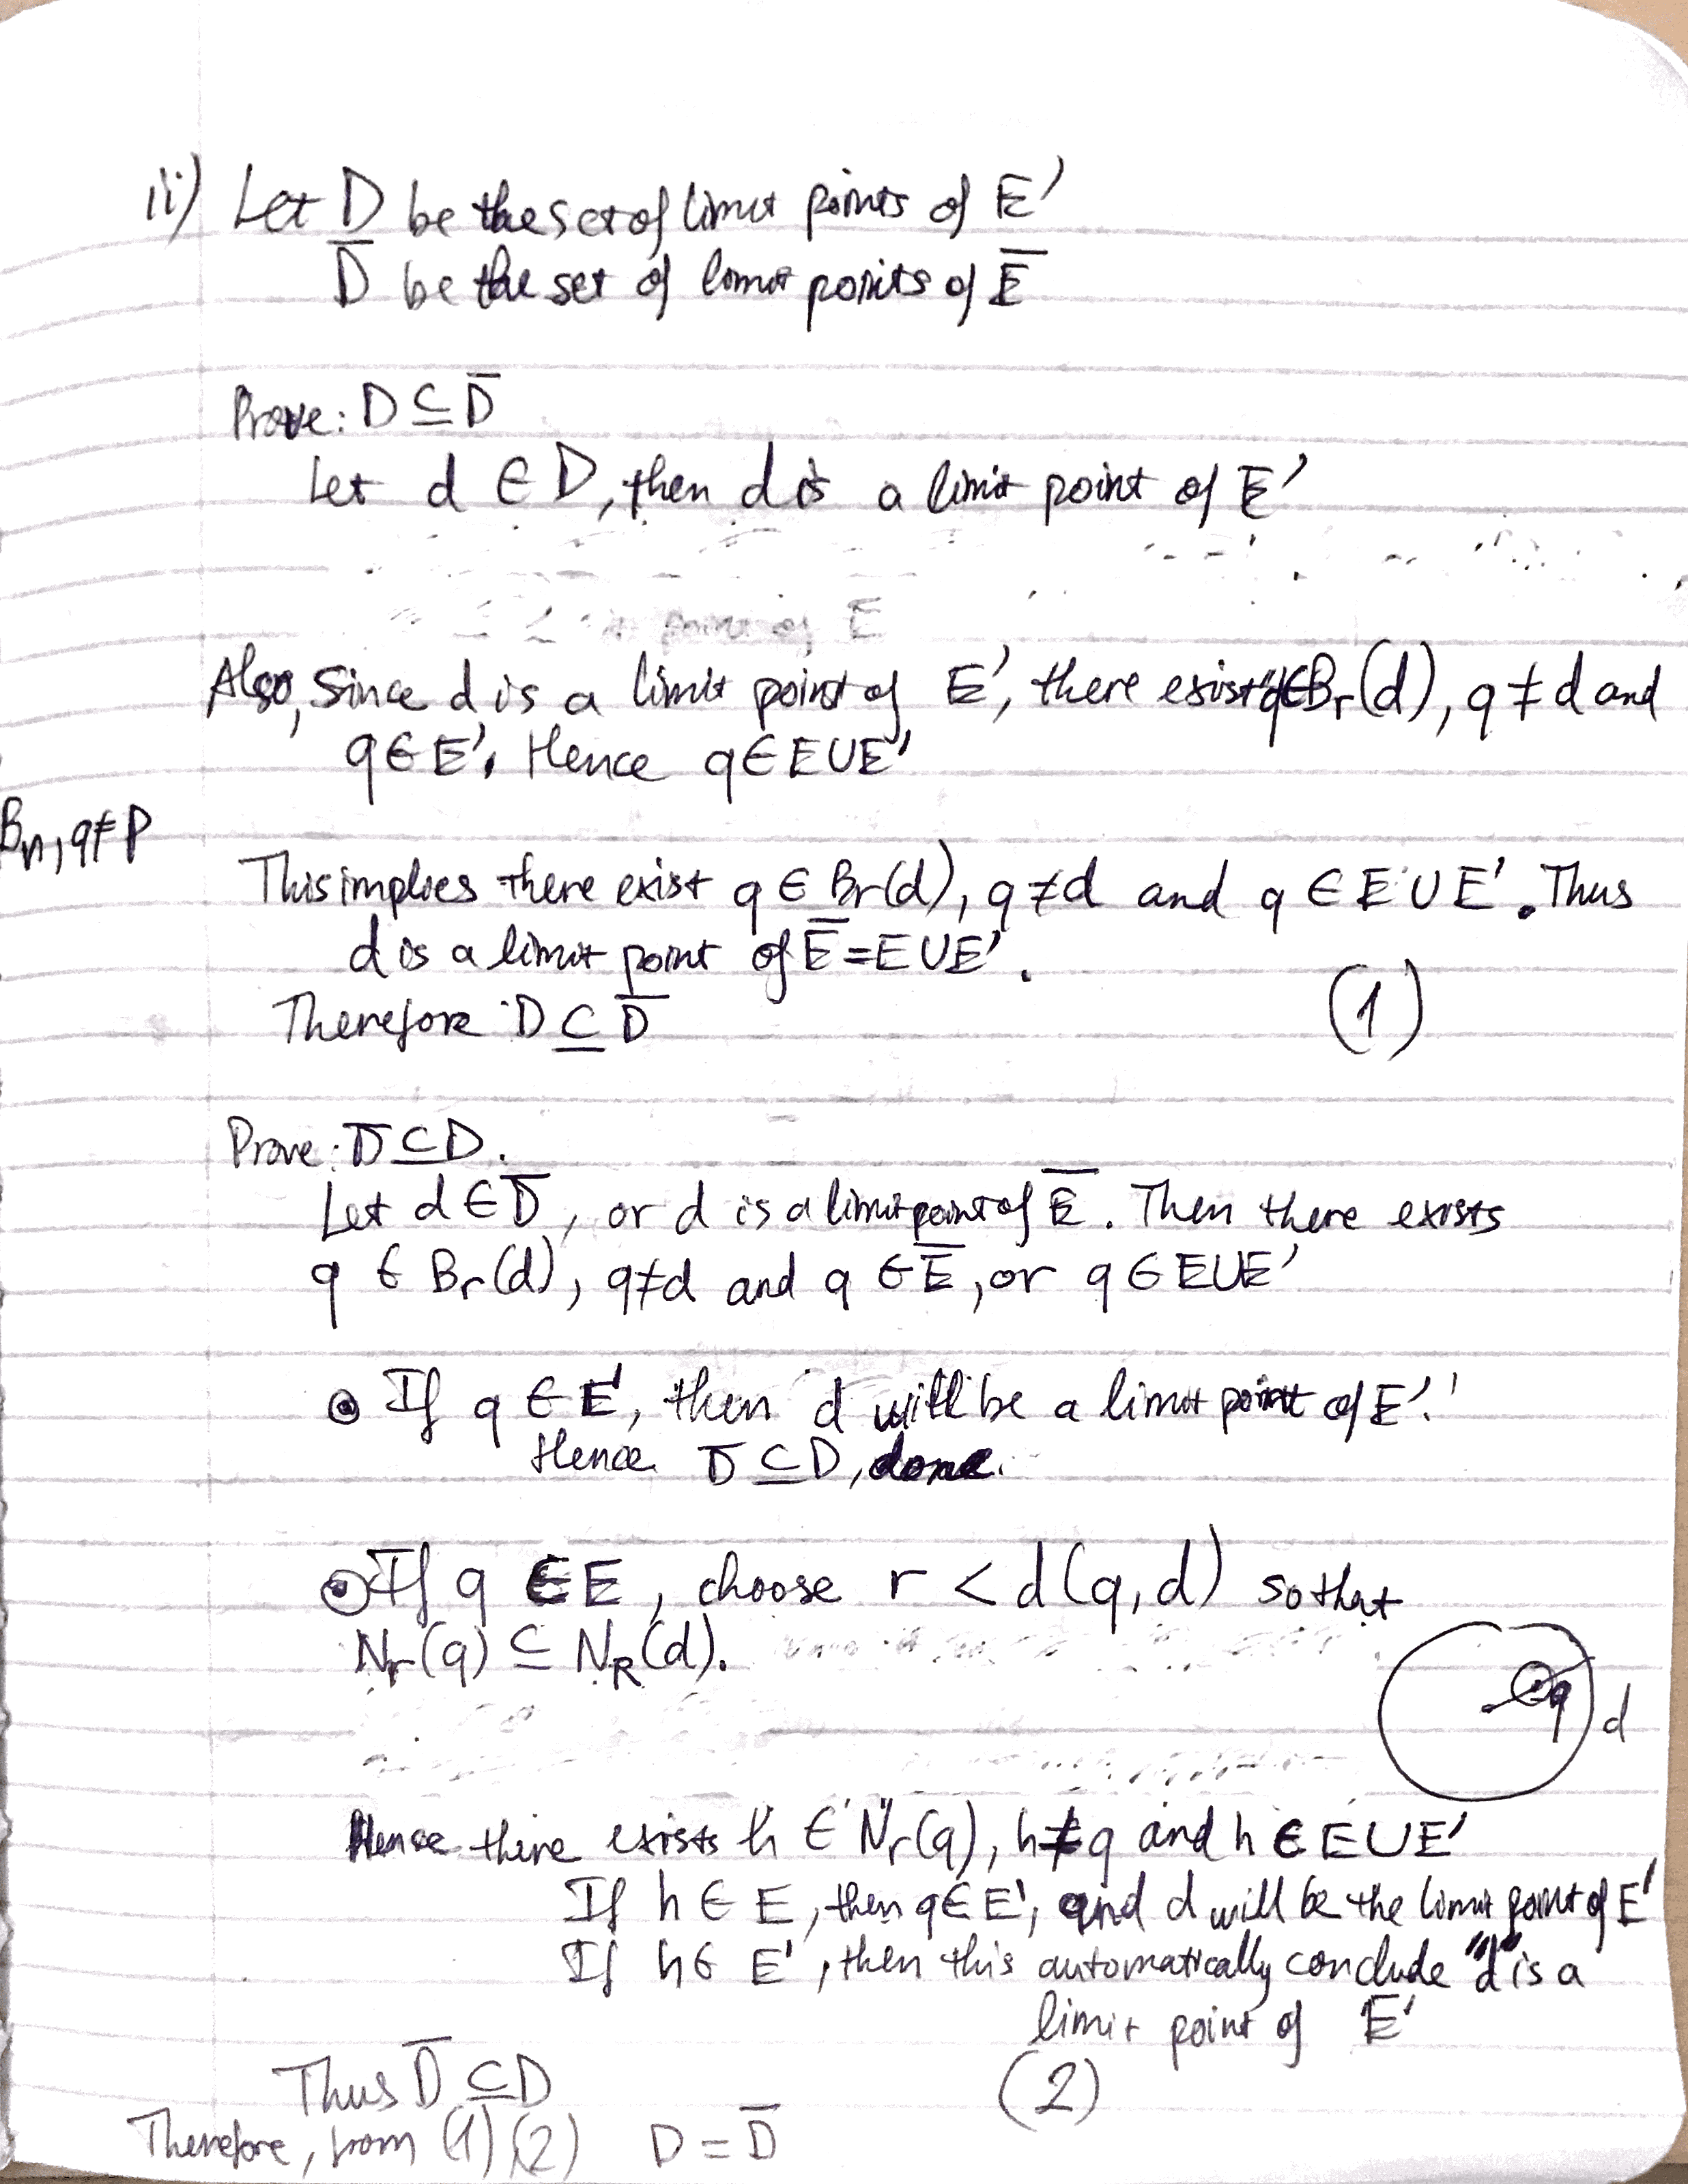 ii) Let D be the set of limit points of E'
D̅ be the set of limit points of E̅
Prove: D ⊆ D̅
Let d ∈ D, then d is a limit point of E'
point of E
Also, Since d is a limit point of E', there exist q∈Br(d), q ≠ d and
q ∈ E'. Hence q ∈ E ∪ E'
Bn, q≠P
This implies there exist q ∈ Br(d), q ≠ d and q ∈ E ∪ E'. Thus
d is a limit point of E̅ = E ∪ E'.
Therefore D ⊆ D̅ (1)
Prove: D̅ ⊆ D.
Let d ∈ D̅, or d is a limit point of E̅. Then there exists
q ∈ Br(d), q≠d and q ∈ E̅, or q ∈ E∪E'
⊙ If q ∈ E', then d will be a limit point of E'.
Hence D̅ ⊆ D, done.
⊙ If q ∈ E, choose r < d(q,d) so that
Nr(q) ⊆ NR(d).
q d
Hence there exists h ∈ Nr(q), h ≠ q and h ∈ E ∪ E'
If h ∈ E, then q∈ E', and d will be the limit point of E'
If h ∈ E', then this automatically conclude "d" is a
limit point of E'
Thus D̅ ⊆ D (2)
Therefore, from (1) (2) D = D̅